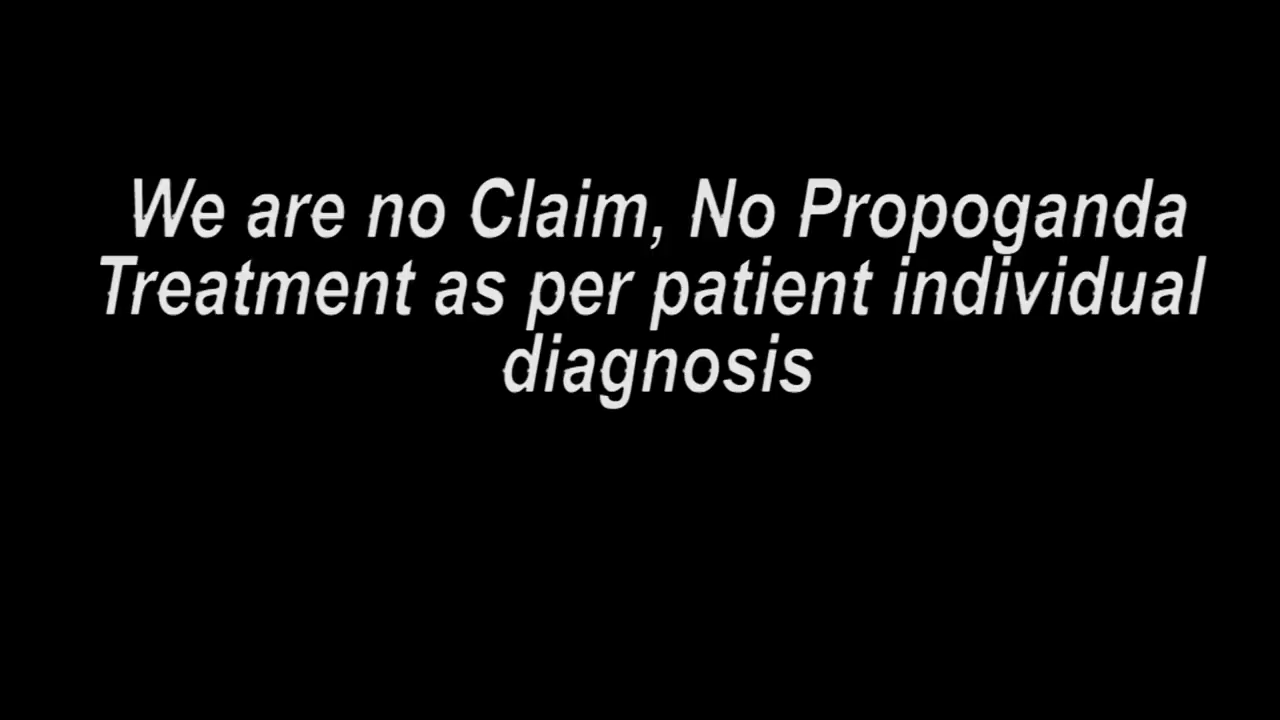 We are no Claim, No Propoganda
Treatment as per patient individual
diagnosis